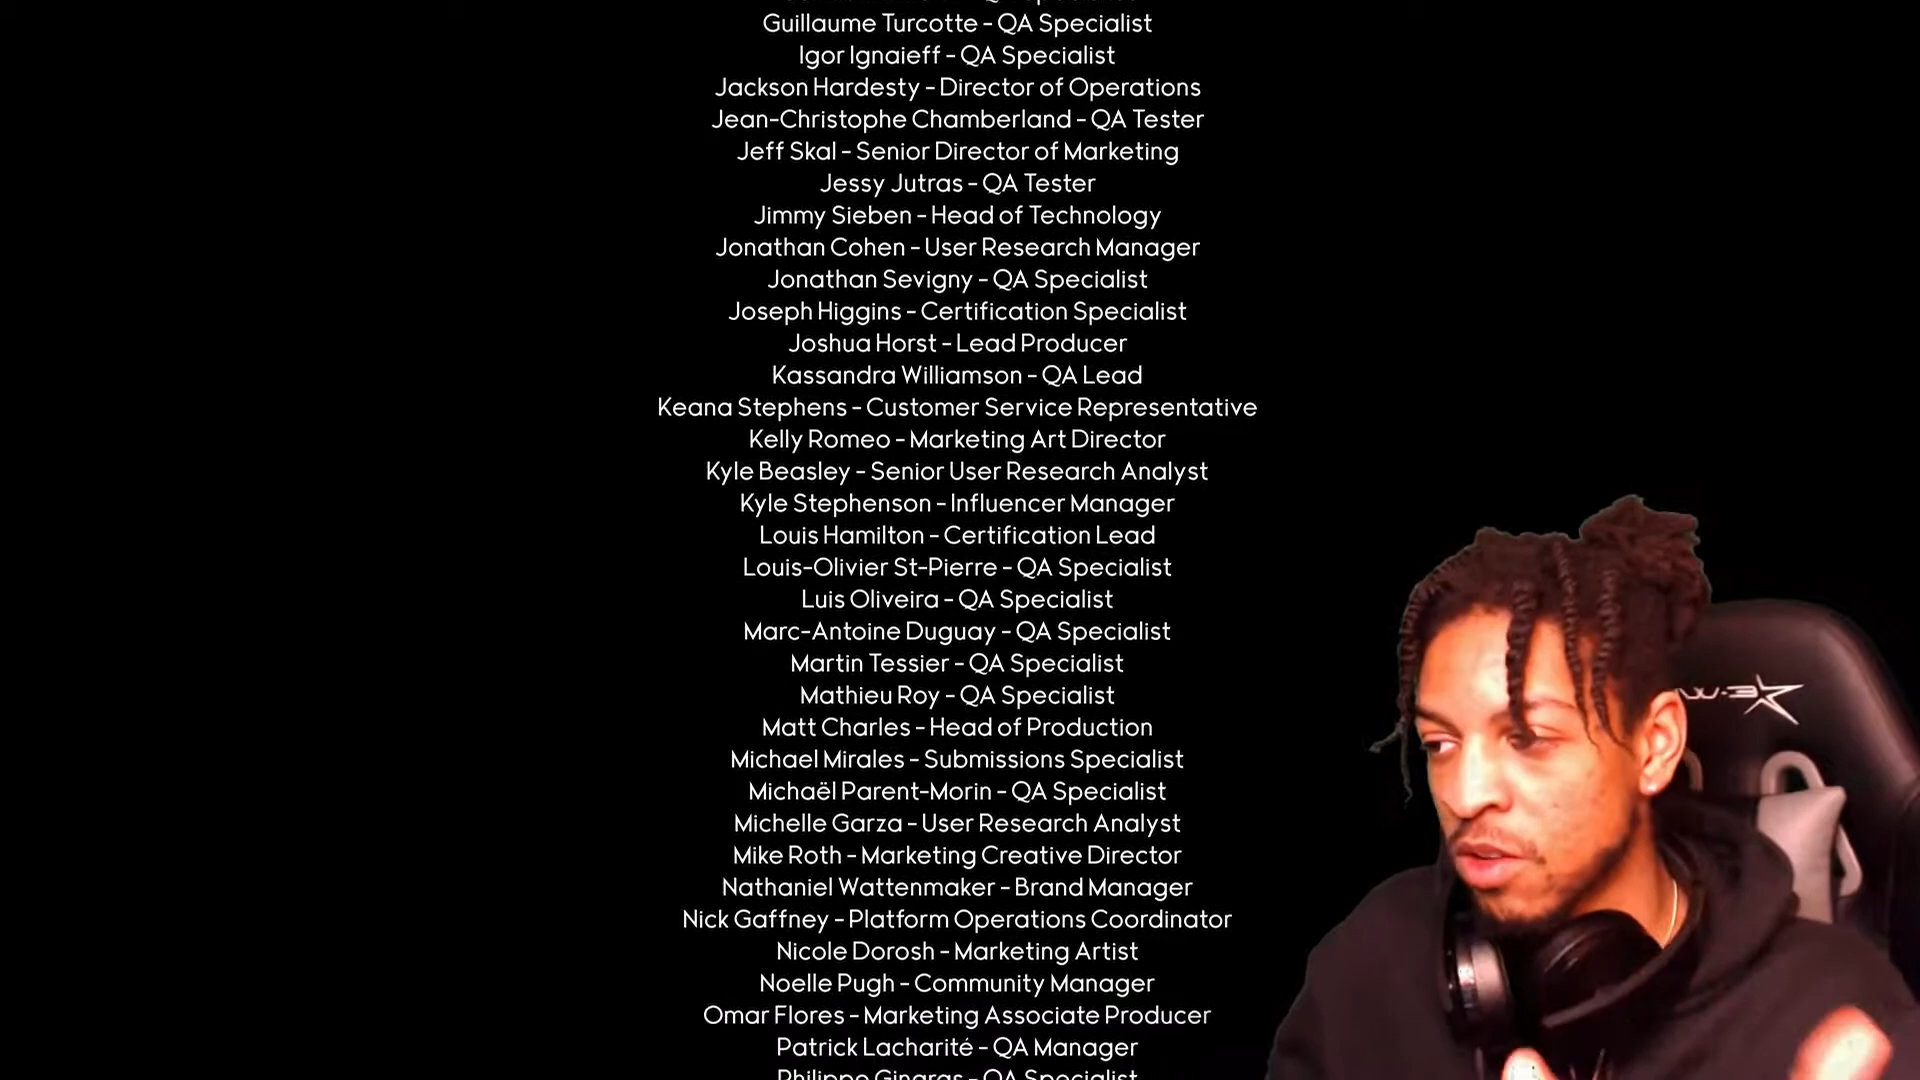 Guillaume Turcotte - QA Specialist
Igor Ignaieff - QA Specialist
Jackson Hardesty - Director of Operations
Jean-Christophe Chamberland - QA Tester
Jeff Skal - Senior Director of Marketing
Jessy Jutras - QA Tester
Jimmy Sieben - Head of Technology
Jonathan Cohen - User Research Manager
Jonathan Sevigny - QA Specialist
Joseph Higgins - Certification Specialist
Joshua Horst - Lead Producer
Kassandra Williamson - QA Lead
Keana Stephens - Customer Service Representative
Kelly Romeo - Marketing Art Director
Kyle Beasley - Senior User Research Analyst
Kyle Stephenson - Influencer Manager
Louis Hamilton - Certification Lead
Louis-Olivier St-Pierre - QA Specialist
Luis Oliveira - QA Specialist
Marc-Antoine Duguay - QA Specialist
Martin Tessier - QA Specialist
Mathieu Roy - QA Specialist
Matt Charles - Head of Production
Michael Mirales - Submissions Specialist
Michaël Parent-Morin - QA Specialist
Michelle Garza - User Research Analyst
Mike Roth - Marketing Creative Director
Nathaniel Wattenmaker - Brand Manager
Nick Gaffney - Platform Operations Coordinator
Nicole Dorosh - Marketing Artist
Noelle Pugh - Community Manager
Omar Flores - Marketing Associate Producer
Patrick Lacharité - QA Manager
Philippe Gingras - QA Specialist